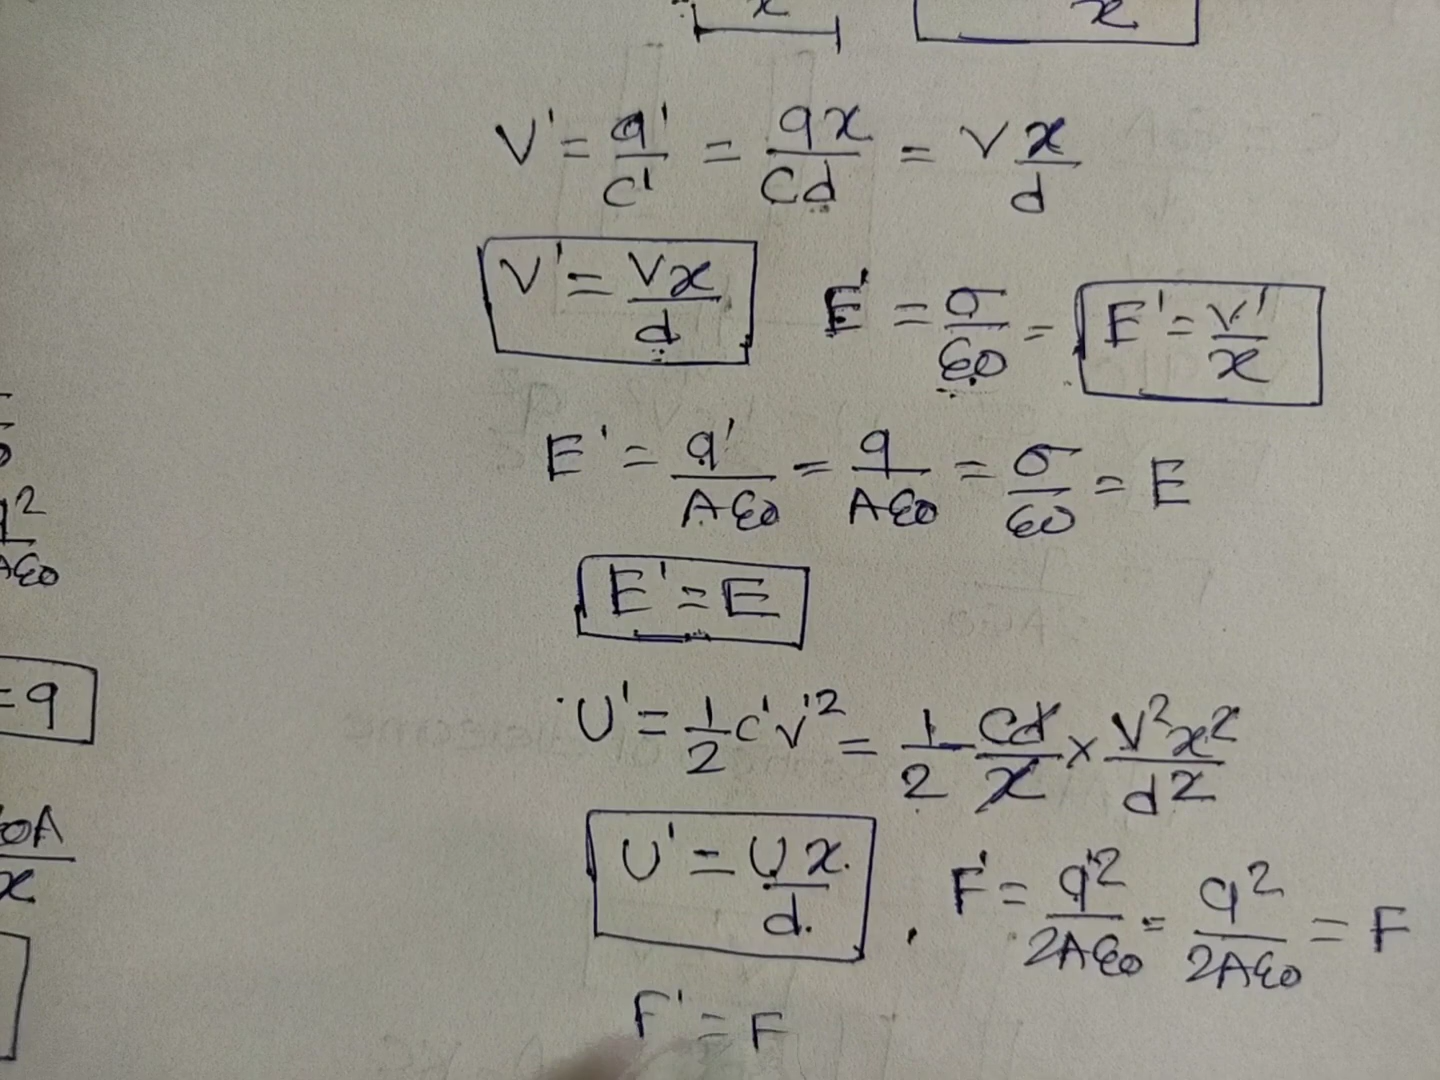 x x
V' = q'/C' = qx/Cd = V x/d
V' = Vx/d E' = σ/ε0 = E' = V'/x
E' = q'/Aε0 = q/Aε0 = σ/ε0 = E
q2/Aε0
E' = E
= q
U' = 1/2 C' V'2 = 1/2 Cd/x × V2x2/d2
ε0A/x
U' = Ux/d. F' = q'2/2Aε0 = q2/2Aε0 = F
F' = F